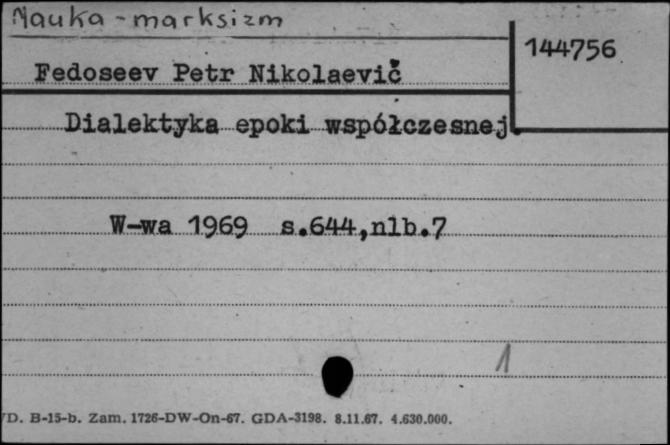 Nauka - marksizm
144756
Fedoseev Petr Nikolaevič
Dialektyka epoki współczesnej.
W-wa 1969 s.644,nlb.7
1
D. B-15-b. Zam. 1726-DW-On-67. GDA-3198. 8.11.67. 4.630.000.